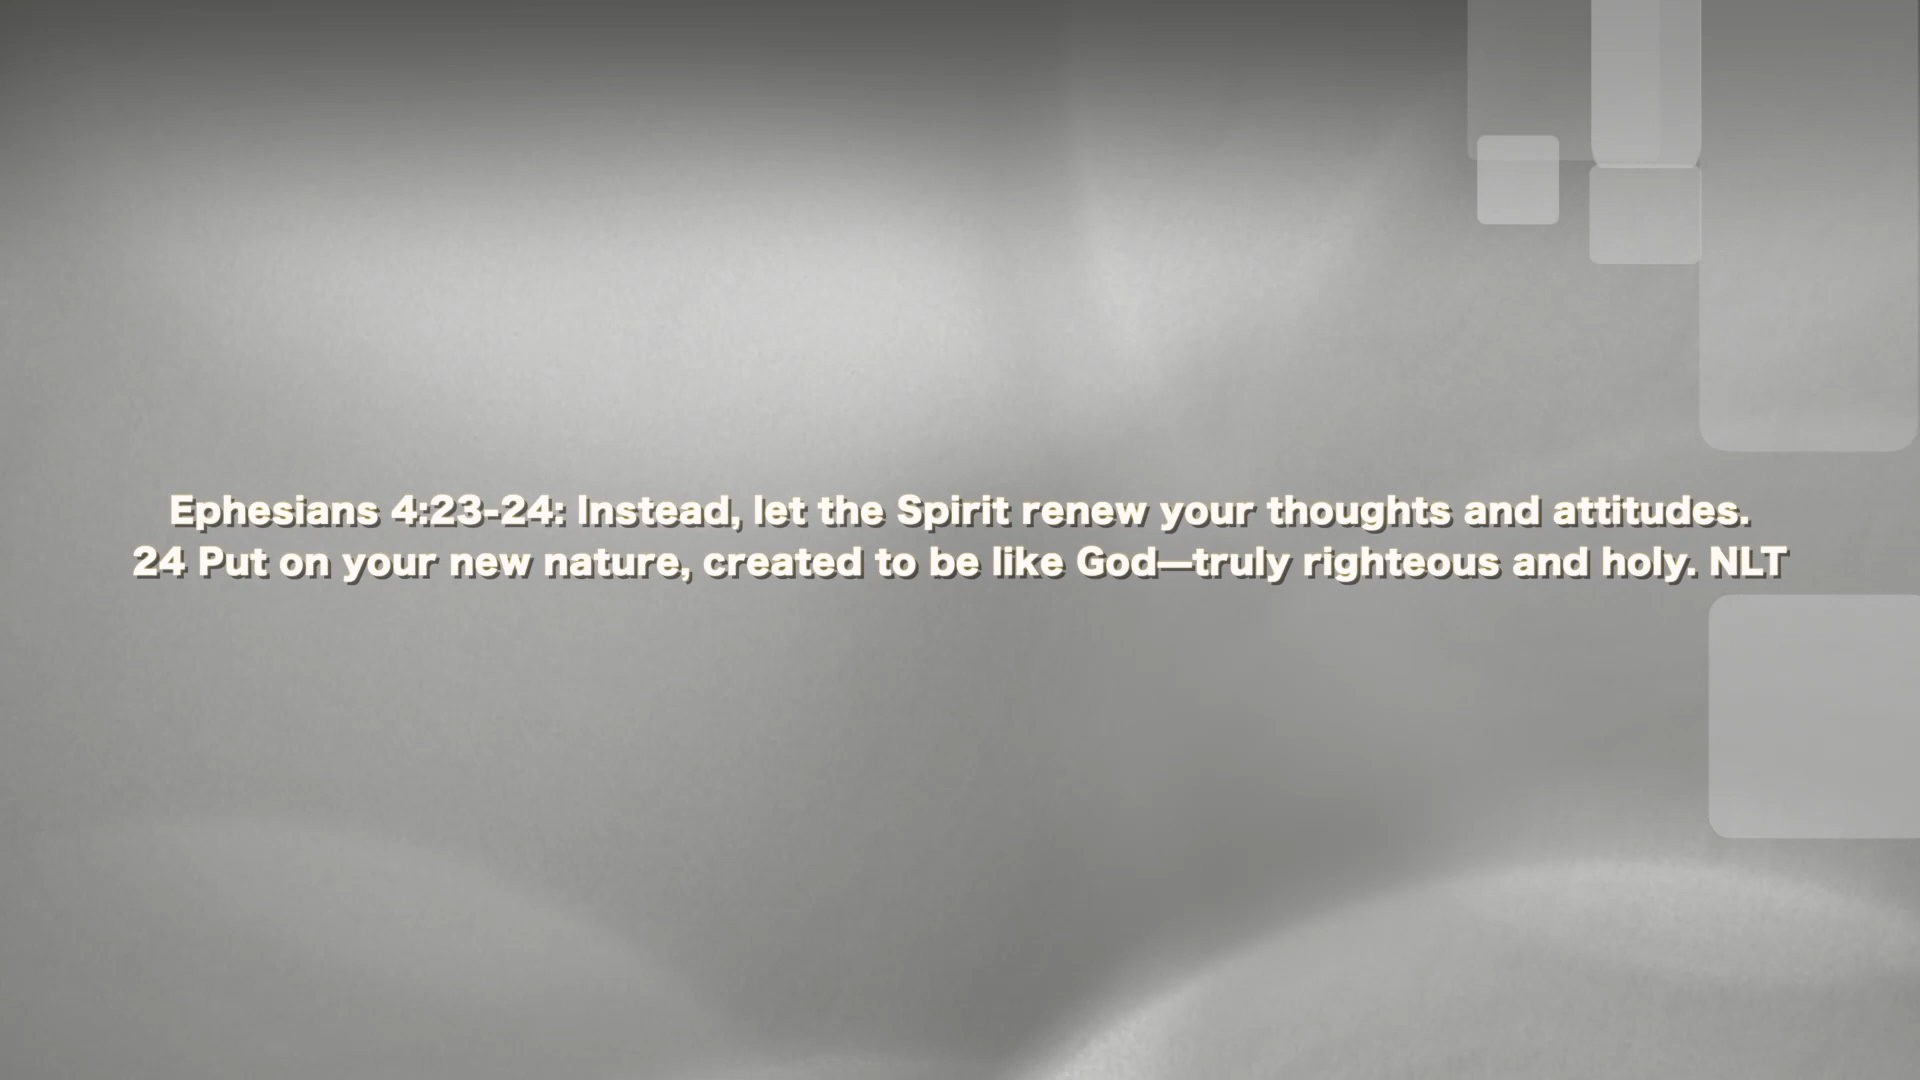 Ephesians 4:23-24: Instead, let the Spirit renew your thoughts and attitudes.
24 Put on your new nature, created to be like God—truly righteous and holy. NLT